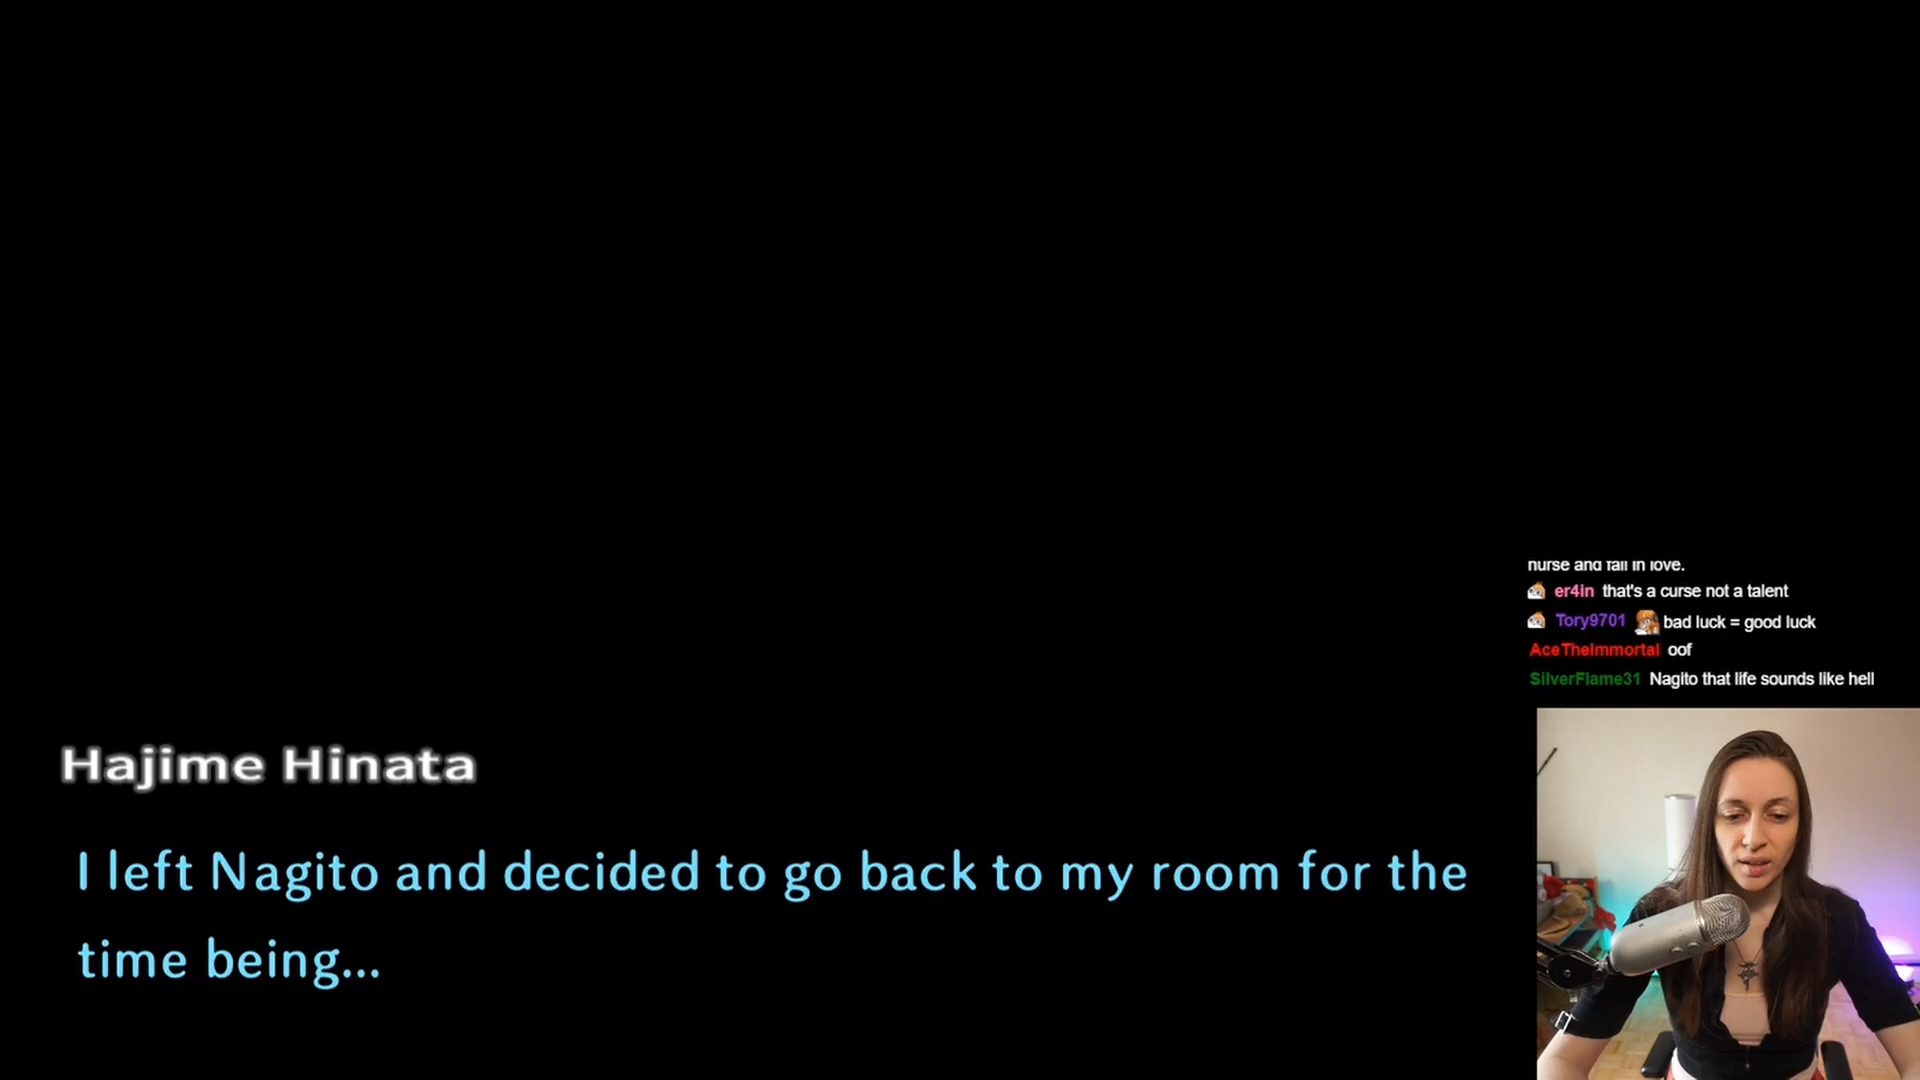 nurse and fall in love.
er4in that's a curse not a talent
Tory9701 bad luck = good luck
AceTheImmortal oof
SilverFlame31 Nagito that life sounds like hell
Hajime Hinata
I left Nagito and decided to go back to my room for the
time being...